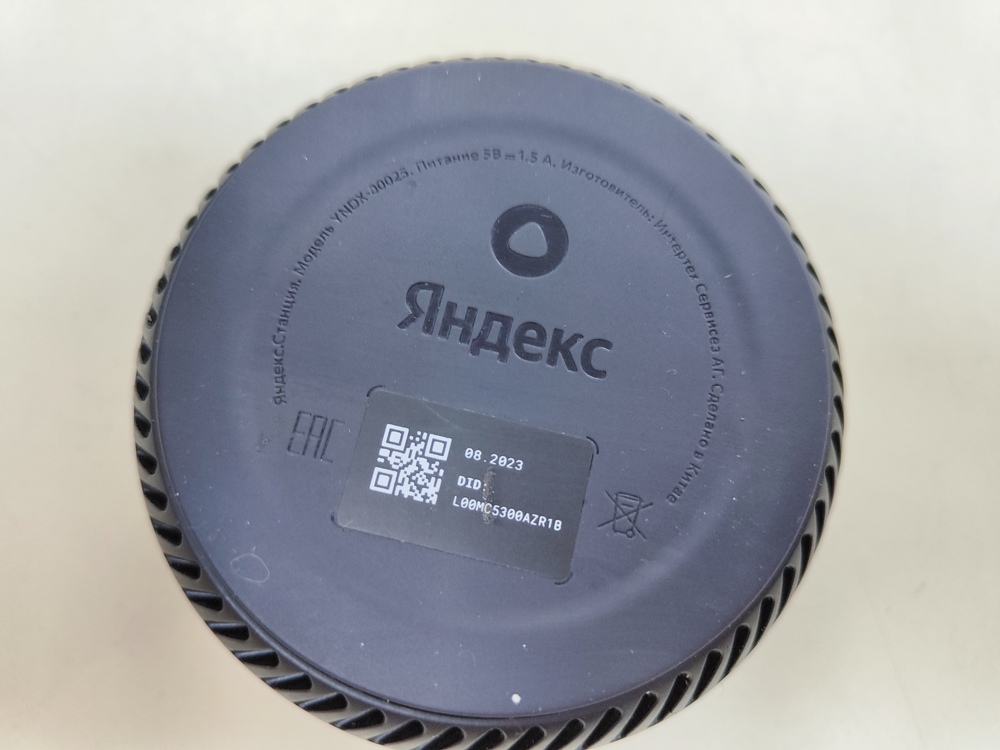 Яндекс.Станция. Модель YNDX-00025. Питание 5В ⎓ 1,5 А. Изготовитель: Интертех Сервисез АГ. Сделано в Китае
Яндекс
EAC
08.2023
DID:
L00MC5300AZR1B